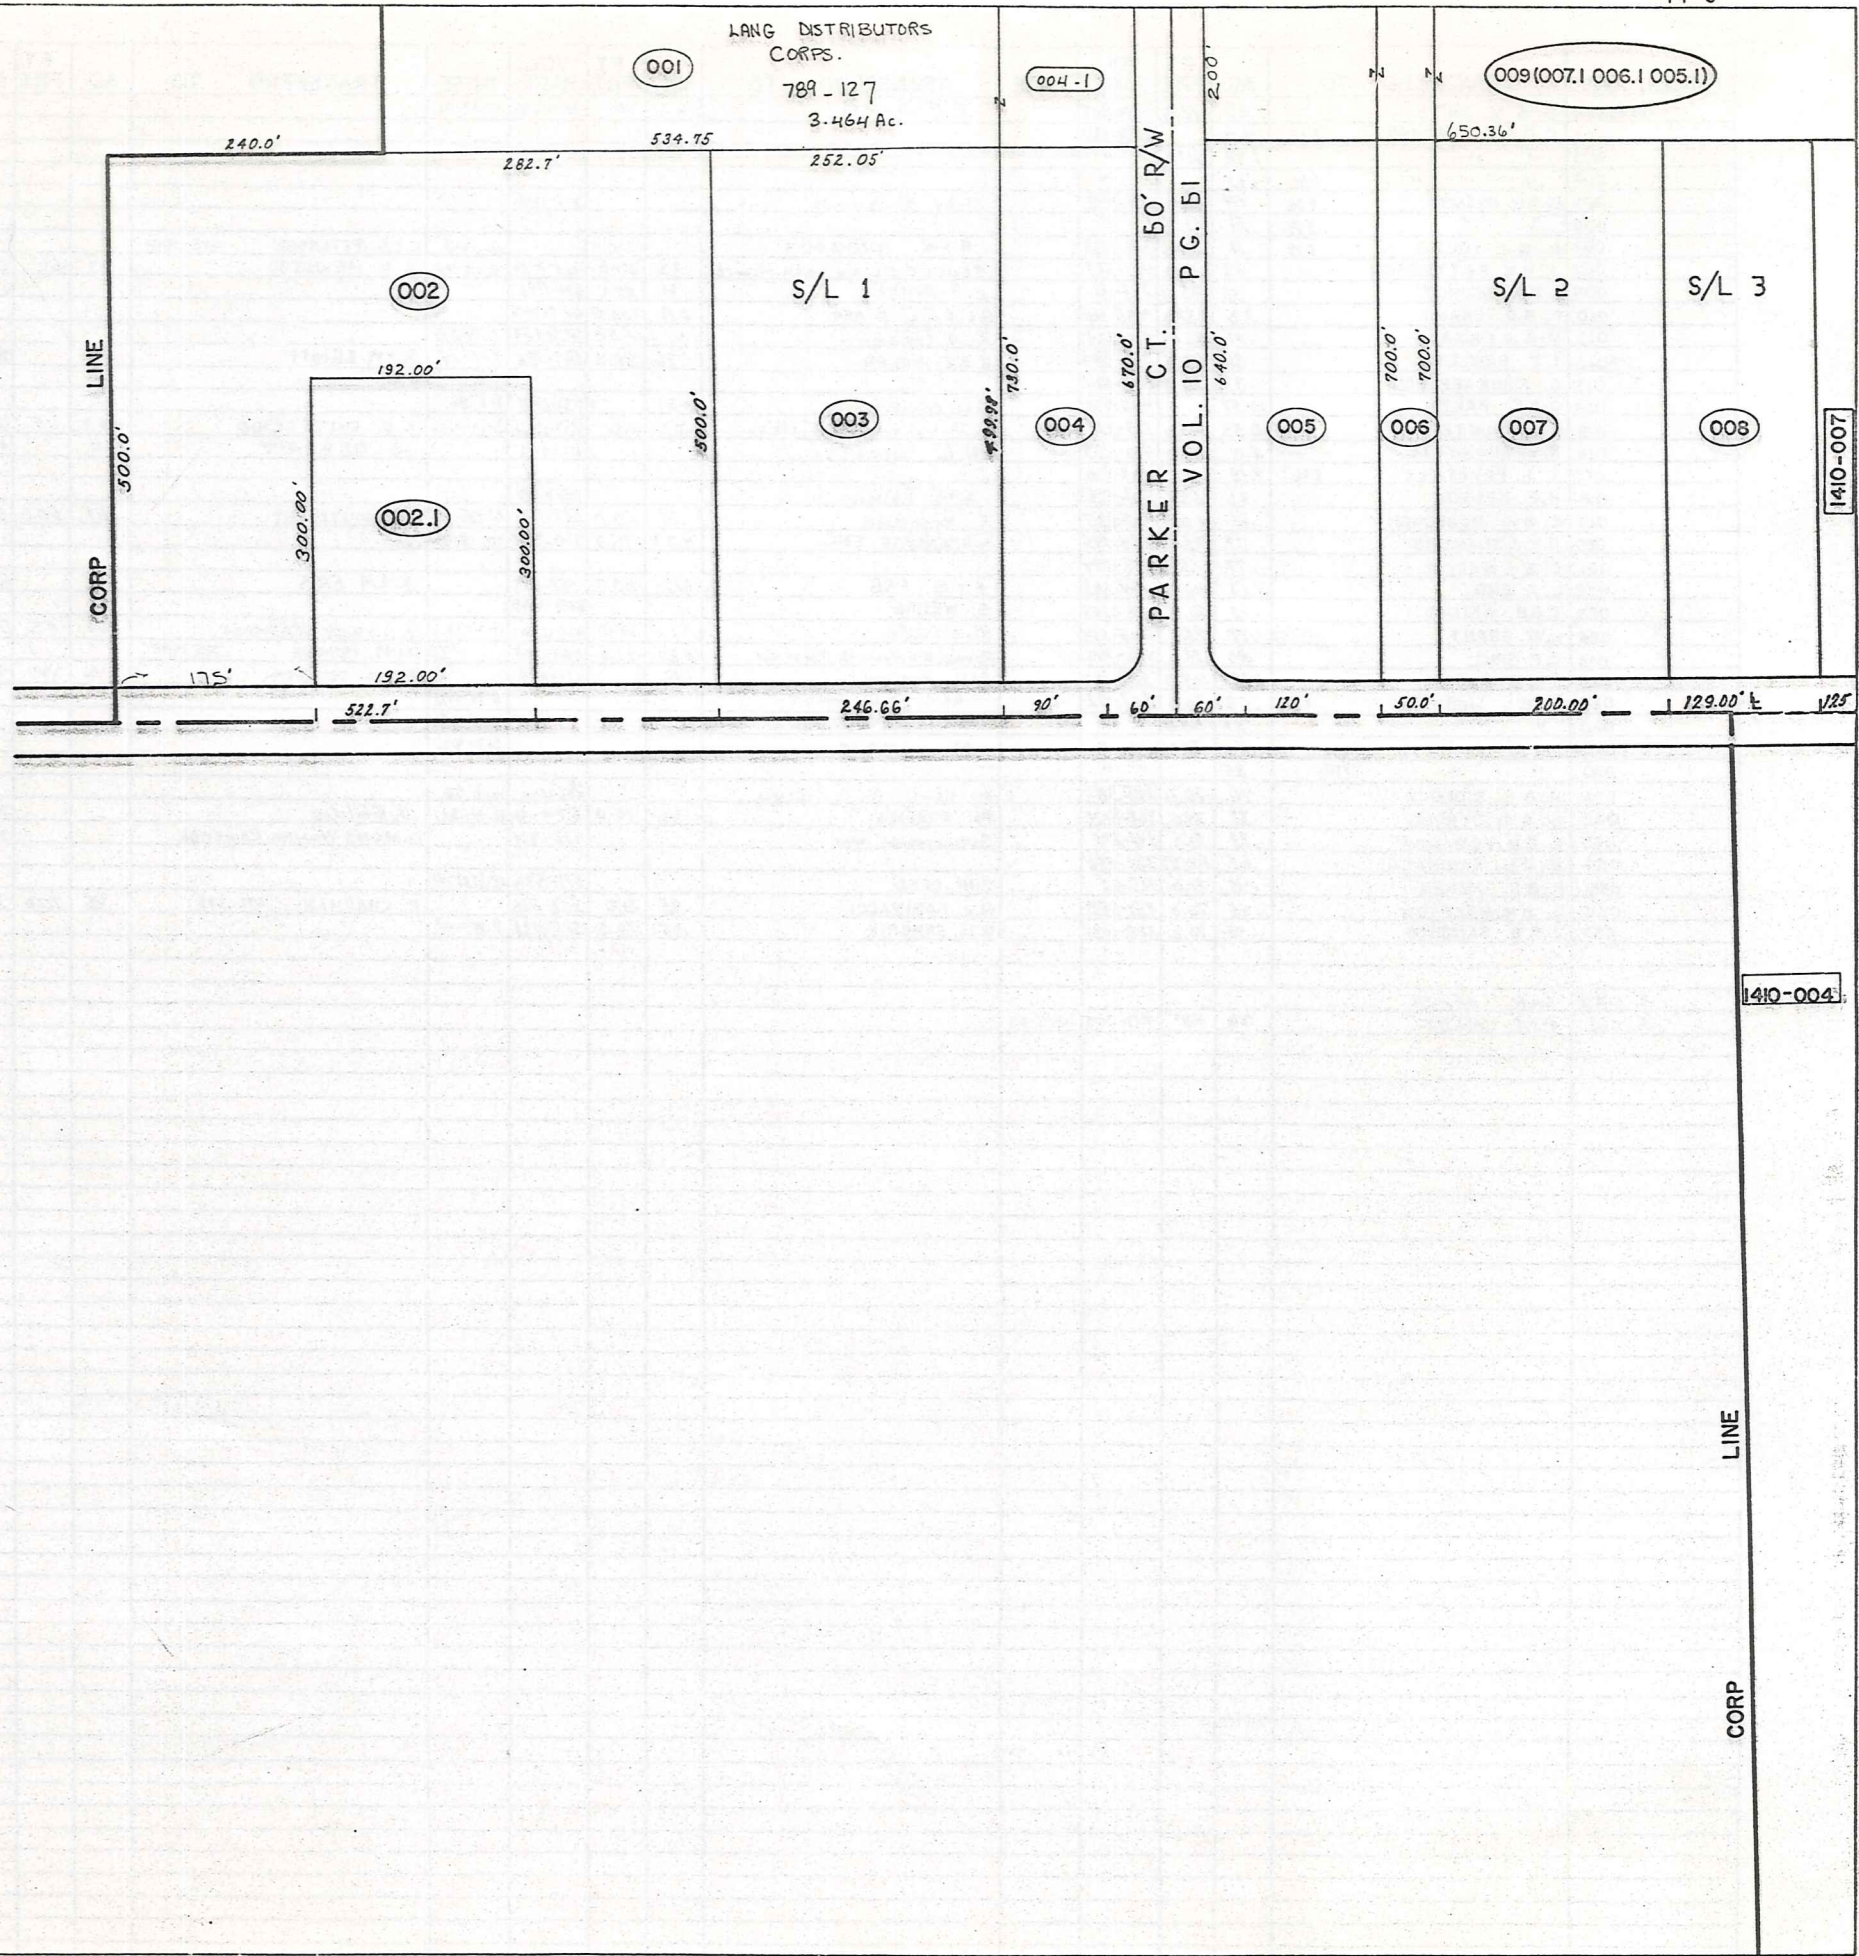 LANG DISTRIBUTORS
CORPS.
789-127
3.464 Ac.
001
004-1
200'
Z
Z
Z
009(007.1 006.1 005.1)
240.0'
534.75
650.36'
282.7'
252.05'
60' R/W
PARKER CT.
VOL. 10 PG. 51
002
S/L 1
S/L 2
S/L 3
CORP LINE
500.0'
192.00'
300.00'
300.00'
002.1
500.0'
003
499.98'
730.0'
004
670.0'
640.0'
005
700.0'
006
700.0'
007
008
1410-007
175'
192.00'
522.7'
246.66'
90'
60'
60'
120'
50.0'
200.00'
129.00'
125
1410-004
CORP LINE